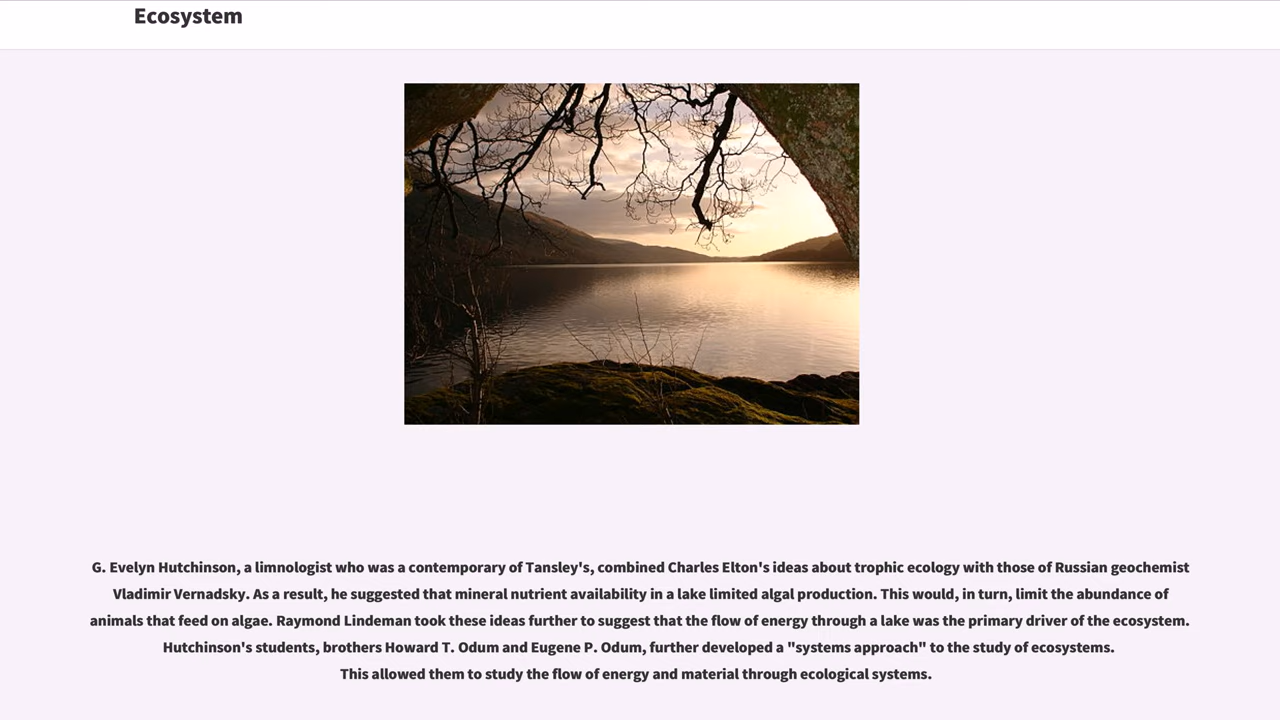 Ecosystem
G. Evelyn Hutchinson, a limnologist who was a contemporary of Tansley's, combined Charles Elton's ideas about trophic ecology with those of Russian geochemist
Vladimir Vernadsky. As a result, he suggested that mineral nutrient availability in a lake limited algal production. This would, in turn, limit the abundance of
animals that feed on algae. Raymond Lindeman took these ideas further to suggest that the flow of energy through a lake was the primary driver of the ecosystem.
Hutchinson's students, brothers Howard T. Odum and Eugene P. Odum, further developed a "systems approach" to the study of ecosystems.
This allowed them to study the flow of energy and material through ecological systems.